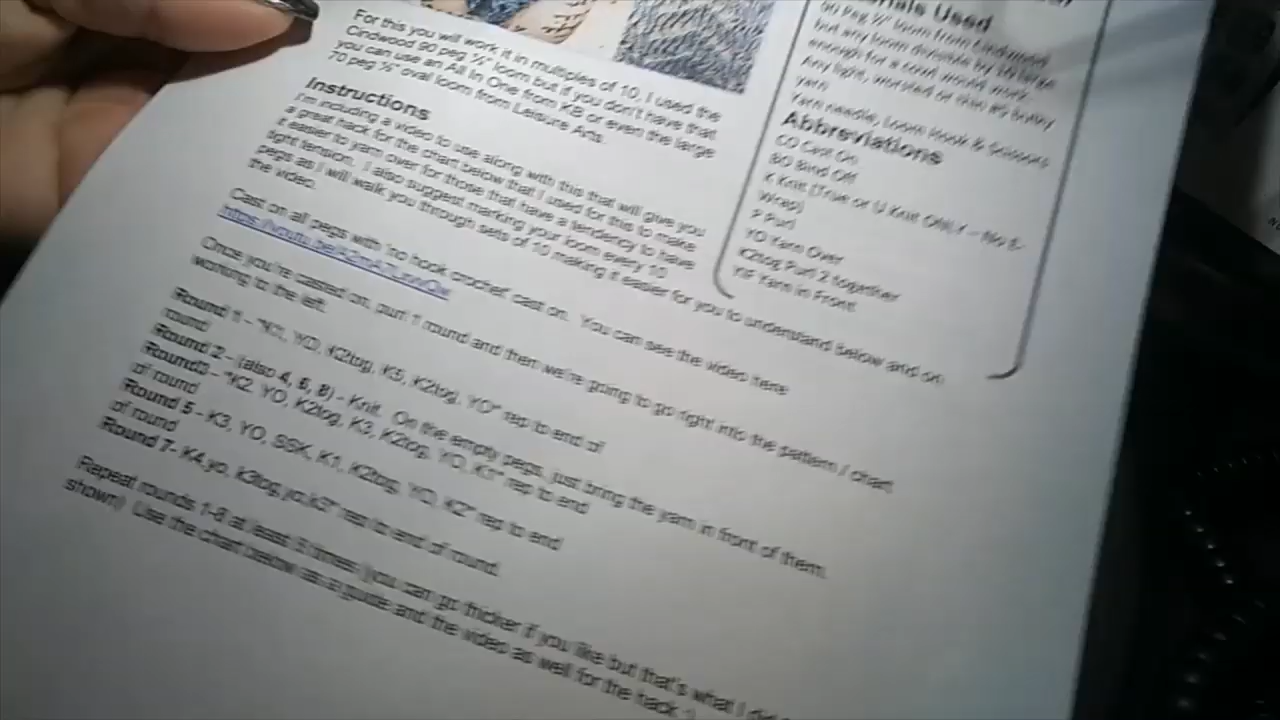 For this you will work it in multiples of 10, I used the
Cindwood 90 peg ½" loom but if you don't have that
you can use an All In One from KB or even the large
70 peg ½" oval loom from Leisure Arts.
Instructions
I'm including a video to use along with this that will give you
a great hack for the chart below that I used for this to make
it easier to yarn over for those that have a tendency to have
tight tension. I also suggest marking your loom every 10
pegs as I will walk you through sets of 10 making it easier for you to understand below and on
the video.
Cast on all pegs with 'no hook crochet' cast on. You can see the video here
Once you're casted on, purl 1 round and then we're going to go right into the pattern / chart
working to the left.
Round 1 - *K1, YO, K2tog, K5, K2tog, YO* rep to end of
round
Round 2 - (also 4, 6, 8) - Knit. On the empty pegs, just bring the yarn in front of them.
Round3 - *K2, YO, K2tog, K3, K2tog, YO, K1* rep to end
of round
Round 5 - K3, YO, SSK, K1, K2tog, YO, K2* rep to end
of round
Round 7- K4,yo, k3tog,yo,k3* rep to end of round.
Repeat rounds 1-8 at least times (you can go thicker if you like but that's what I
shown) Use the chart below as a guide and the video as well for the hack :)
Used
90 Peg ½" loom from Cindwood
but any loom divisible by 10 large
enough for a cowl would work.
Any light, worsted or thin bulky
yarn
Yarn needle, Loom Hook & Scissors
Abbreviations
CO Cast On
BO Bind Off
K Knit (True or U Knit ONLY – No E-
Wrap)
P Purl
YO Yarn Over
K2tog Purl 2 together
YIF Yarn in Front